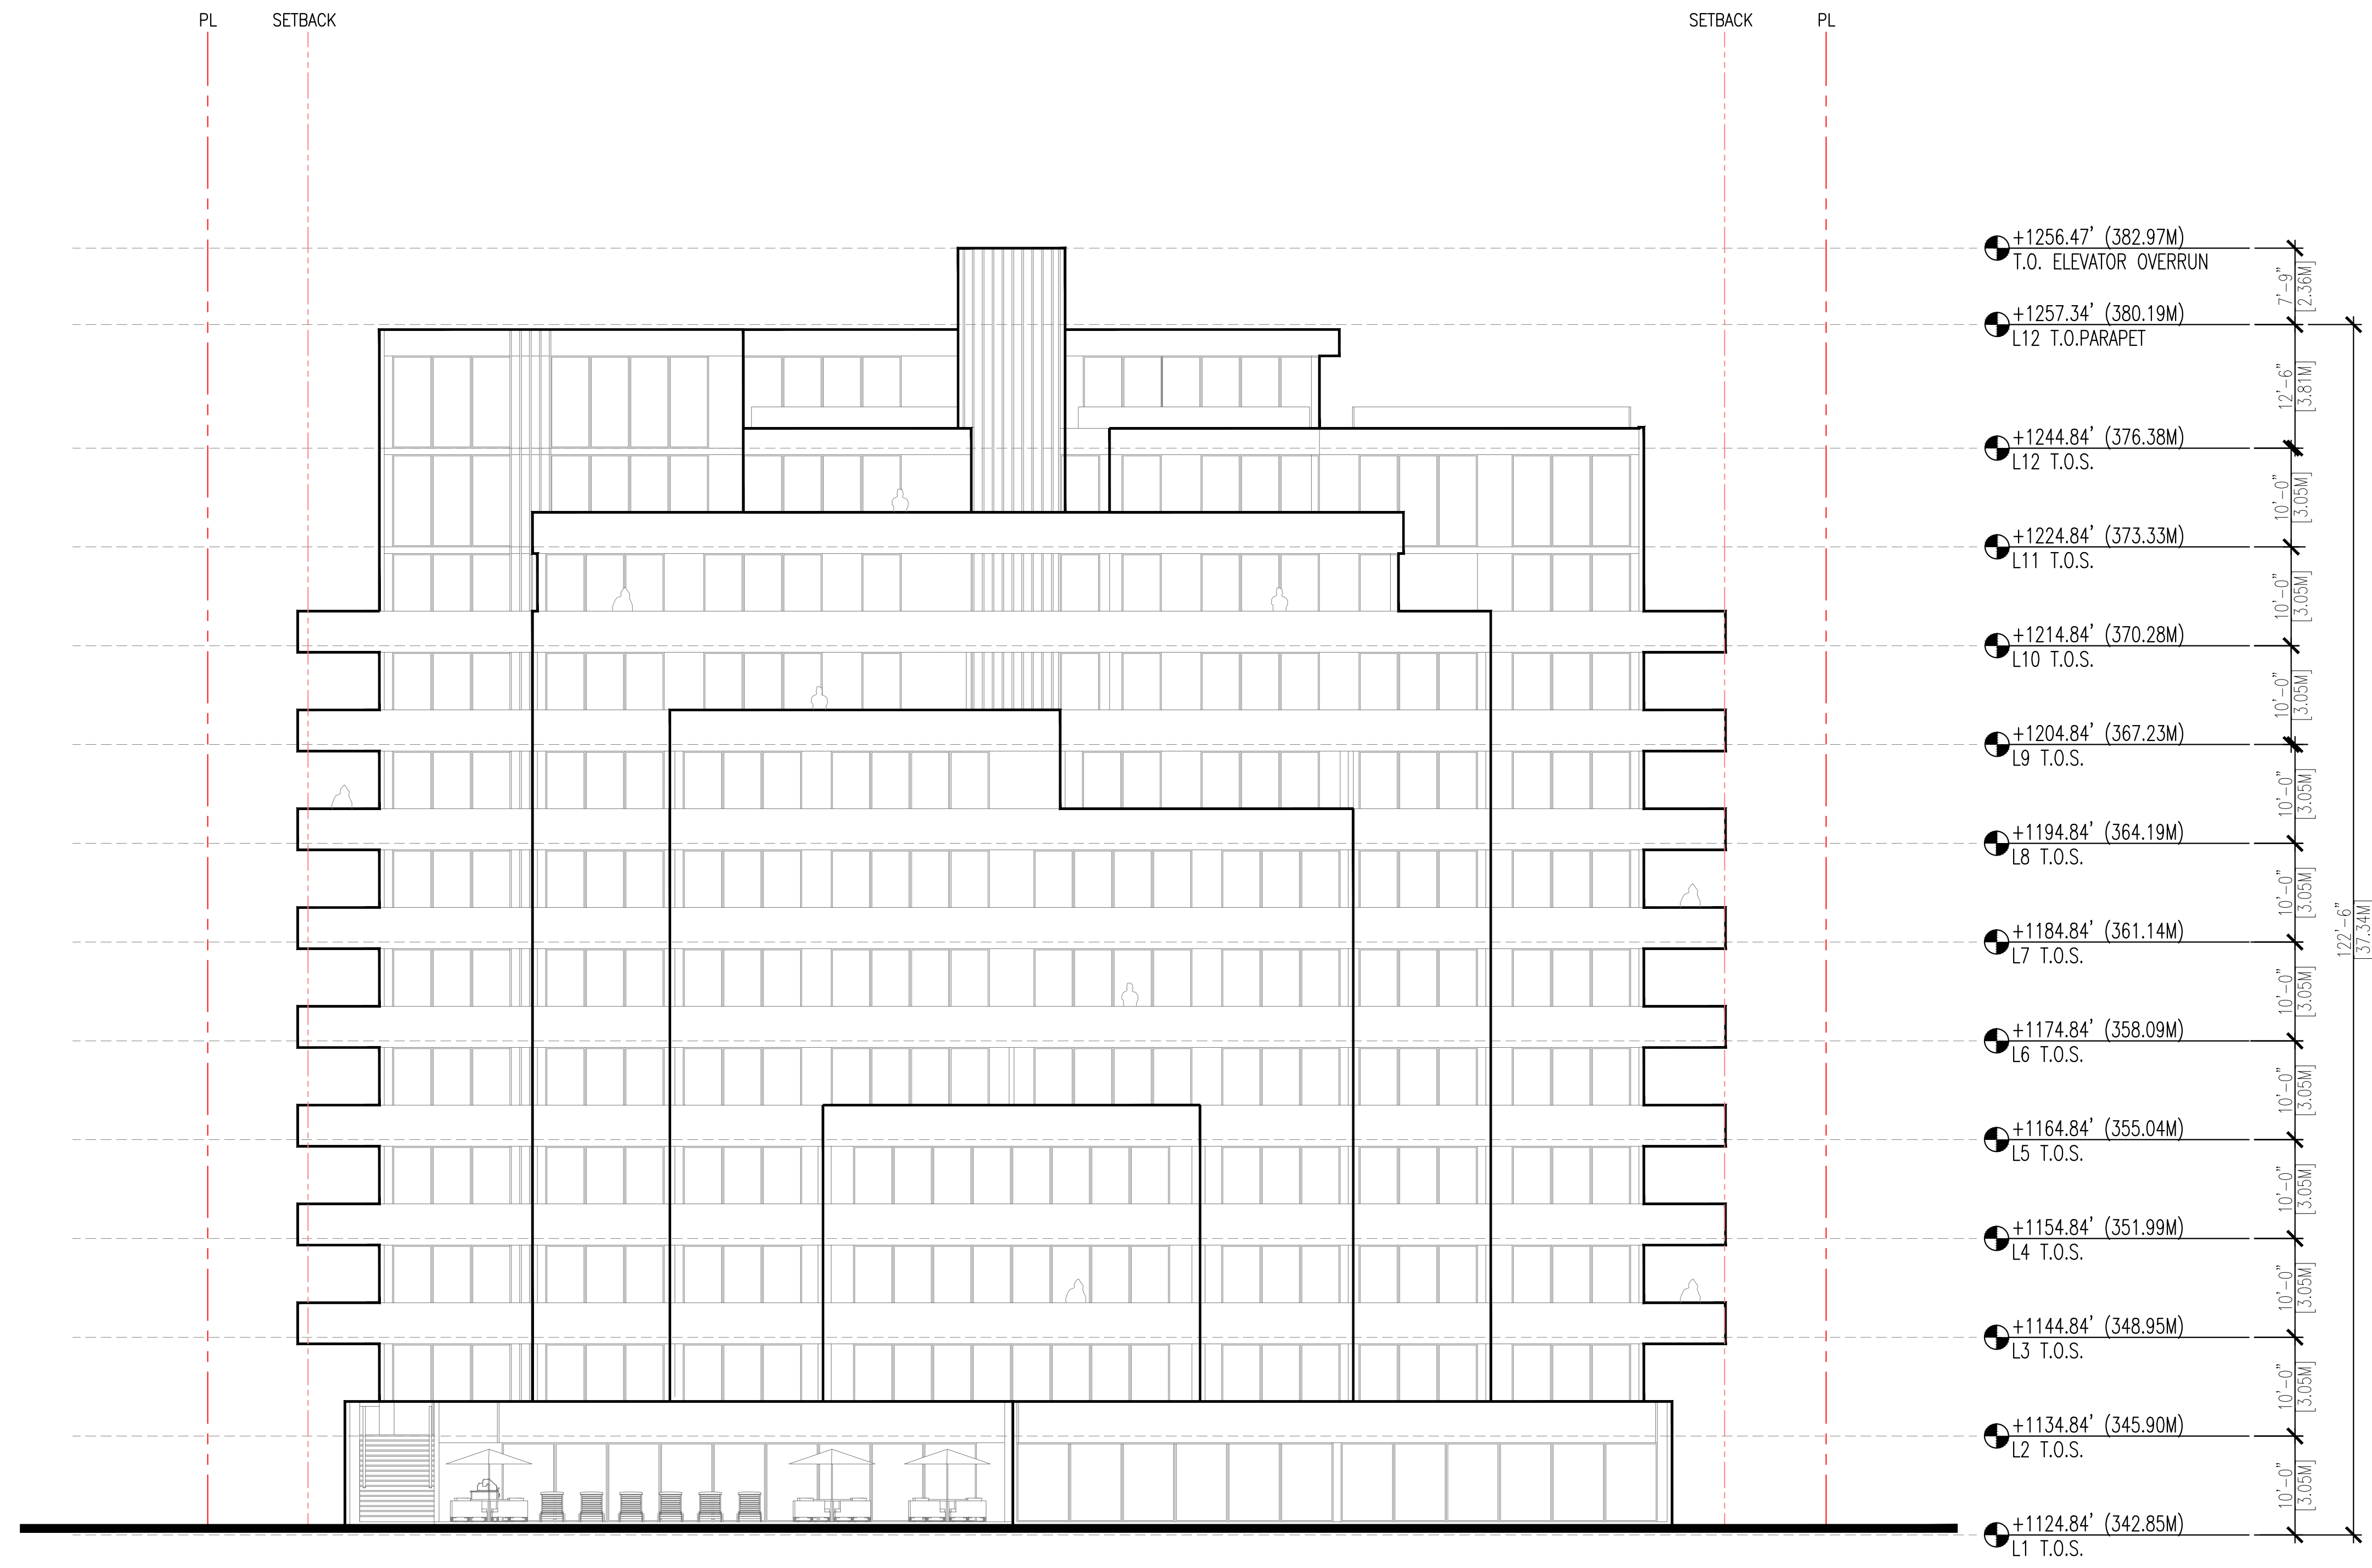 PL
SETBACK
SETBACK
PL
+1256.47' (382.97M)
T.O. ELEVATOR OVERRUN
7'-9"
[2.36M]
+1257.34' (380.19M)
L12 T.O.PARAPET
12'-6"
[3.81M]
+1244.84' (376.38M)
L12 T.O.S.
10'-0"
[3.05M]
+1224.84' (373.33M)
L11 T.O.S.
10'-0"
[3.05M]
+1214.84' (370.28M)
L10 T.O.S.
10'-0"
[3.05M]
+1204.84' (367.23M)
L9 T.O.S.
10'-0"
[3.05M]
+1194.84' (364.19M)
L8 T.O.S.
10'-0"
[3.05M]
122'-6"
[37.34M]
+1184.84' (361.14M)
L7 T.O.S.
10'-0"
[3.05M]
+1174.84' (358.09M)
L6 T.O.S.
10'-0"
[3.05M]
+1164.84' (355.04M)
L5 T.O.S.
10'-0"
[3.05M]
+1154.84' (351.99M)
L4 T.O.S.
10'-0"
[3.05M]
+1144.84' (348.95M)
L3 T.O.S.
10'-0"
[3.05M]
+1134.84' (345.90M)
L2 T.O.S.
10'-0"
[3.05M]
+1124.84' (342.85M)
L1 T.O.S.